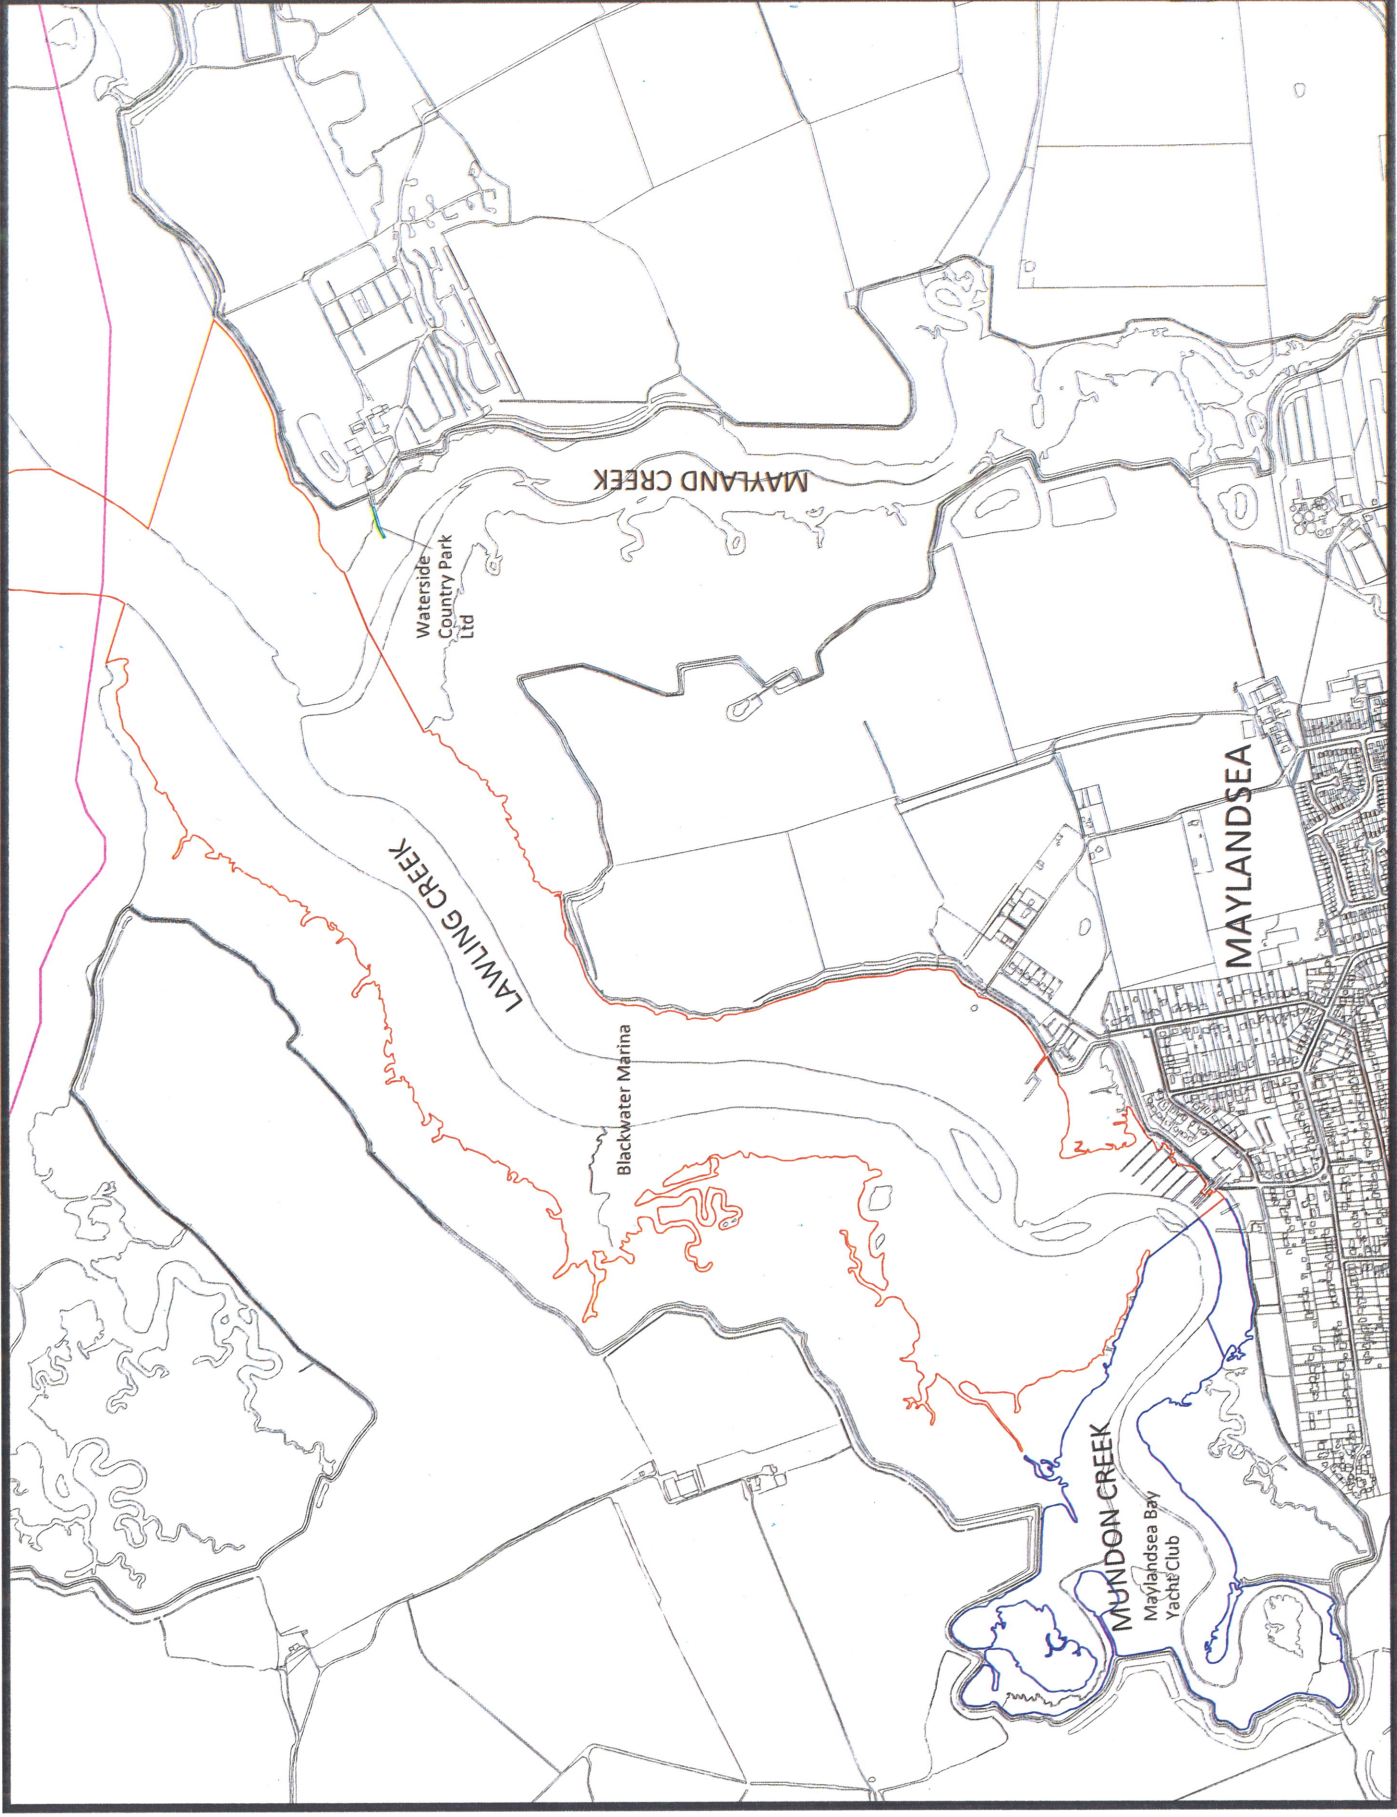 MAYLAND CREEK
Waterside
Country Park
Ltd
LAWLING CREEK
Blackwater Marina
MAYLANDSEA
MUNDON CREEK
Maylandsea Bay
Yacht Club